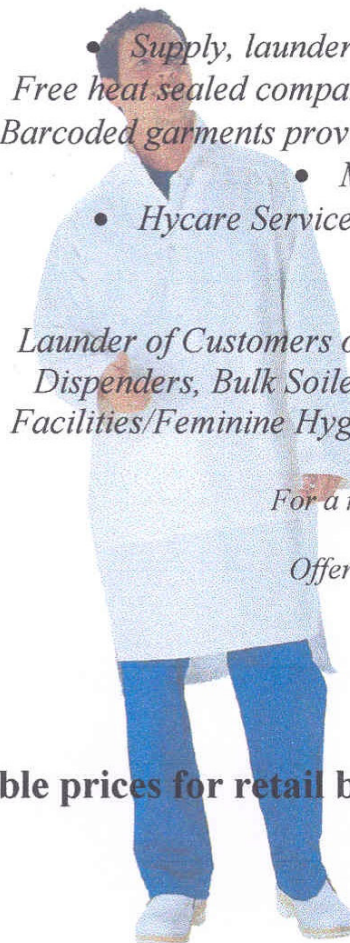 • Supply, launder
Free heat sealed compa
Barcoded garments prov
•
• Hycare Service
Launder of Customers o
Dispenders, Bulk Soile
Facilities/Feminine Hyg
For a
Offer
ble prices for retail b